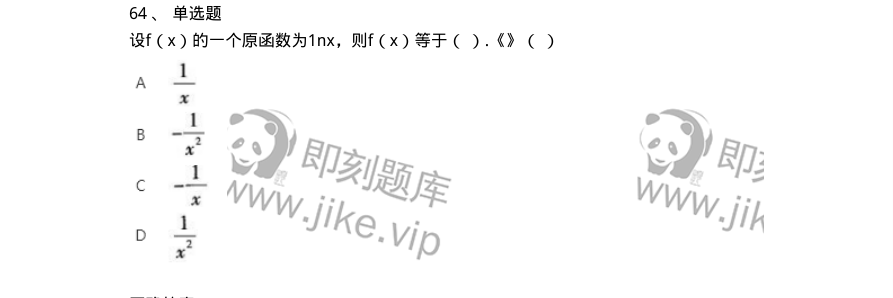 64 、 单选题
设f（x）的一个原函数为1nx，则f（x）等于（ ）.《》（ ）
A 1/x
B -1/x²
C -1/x
D 1/x²
即刻题库
www.jike.vip
即刻
www.jik